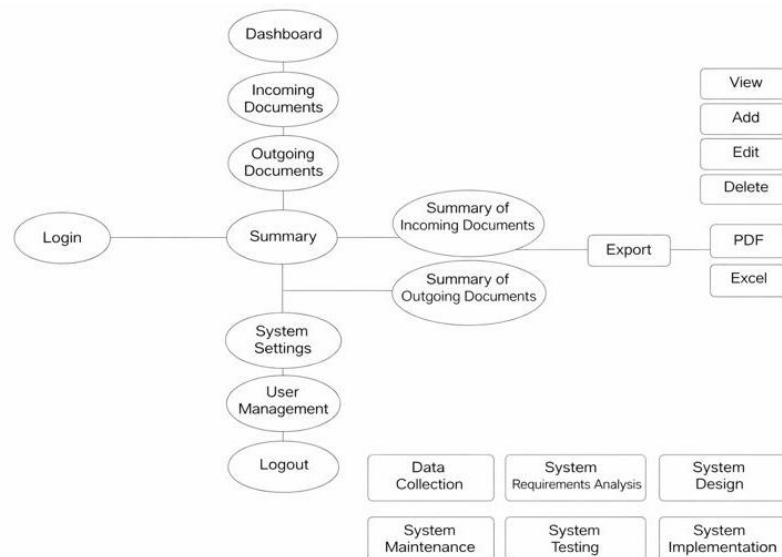 Dashboard
Incoming
Documents
Outgoing
Documents
Login
Summary
Summary of
Incoming Documents
Summary of
Outgoing Documents
Export
View
Add
Edit
Delete
PDF
Excel
System
Settings
User
Management
Logout
Data
Collection
System
Requirements Analysis
System
Design
System
Maintenance
System
Testing
System
Implementation